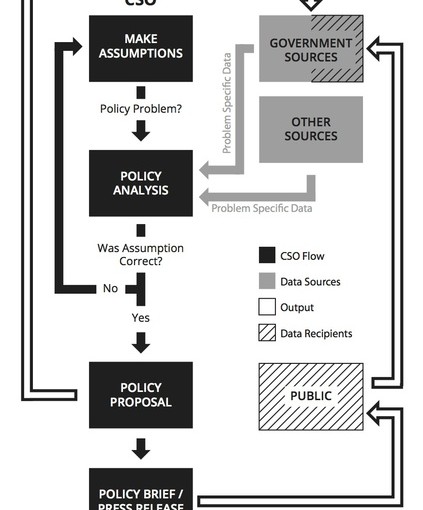 CSO
MAKE
ASSUMPTIONS
GOVERNMENT
SOURCES
Policy Problem?
Problem Specific Data
OTHER
SOURCES
POLICY
ANALYSIS
Problem Specific Data
Was Assumption
Correct?
No
Yes
CSO Flow
Data Sources
Output
Data Recipients
POLICY
PROPOSAL
PUBLIC
POLICY BRIEF /
PRESS RELEASE